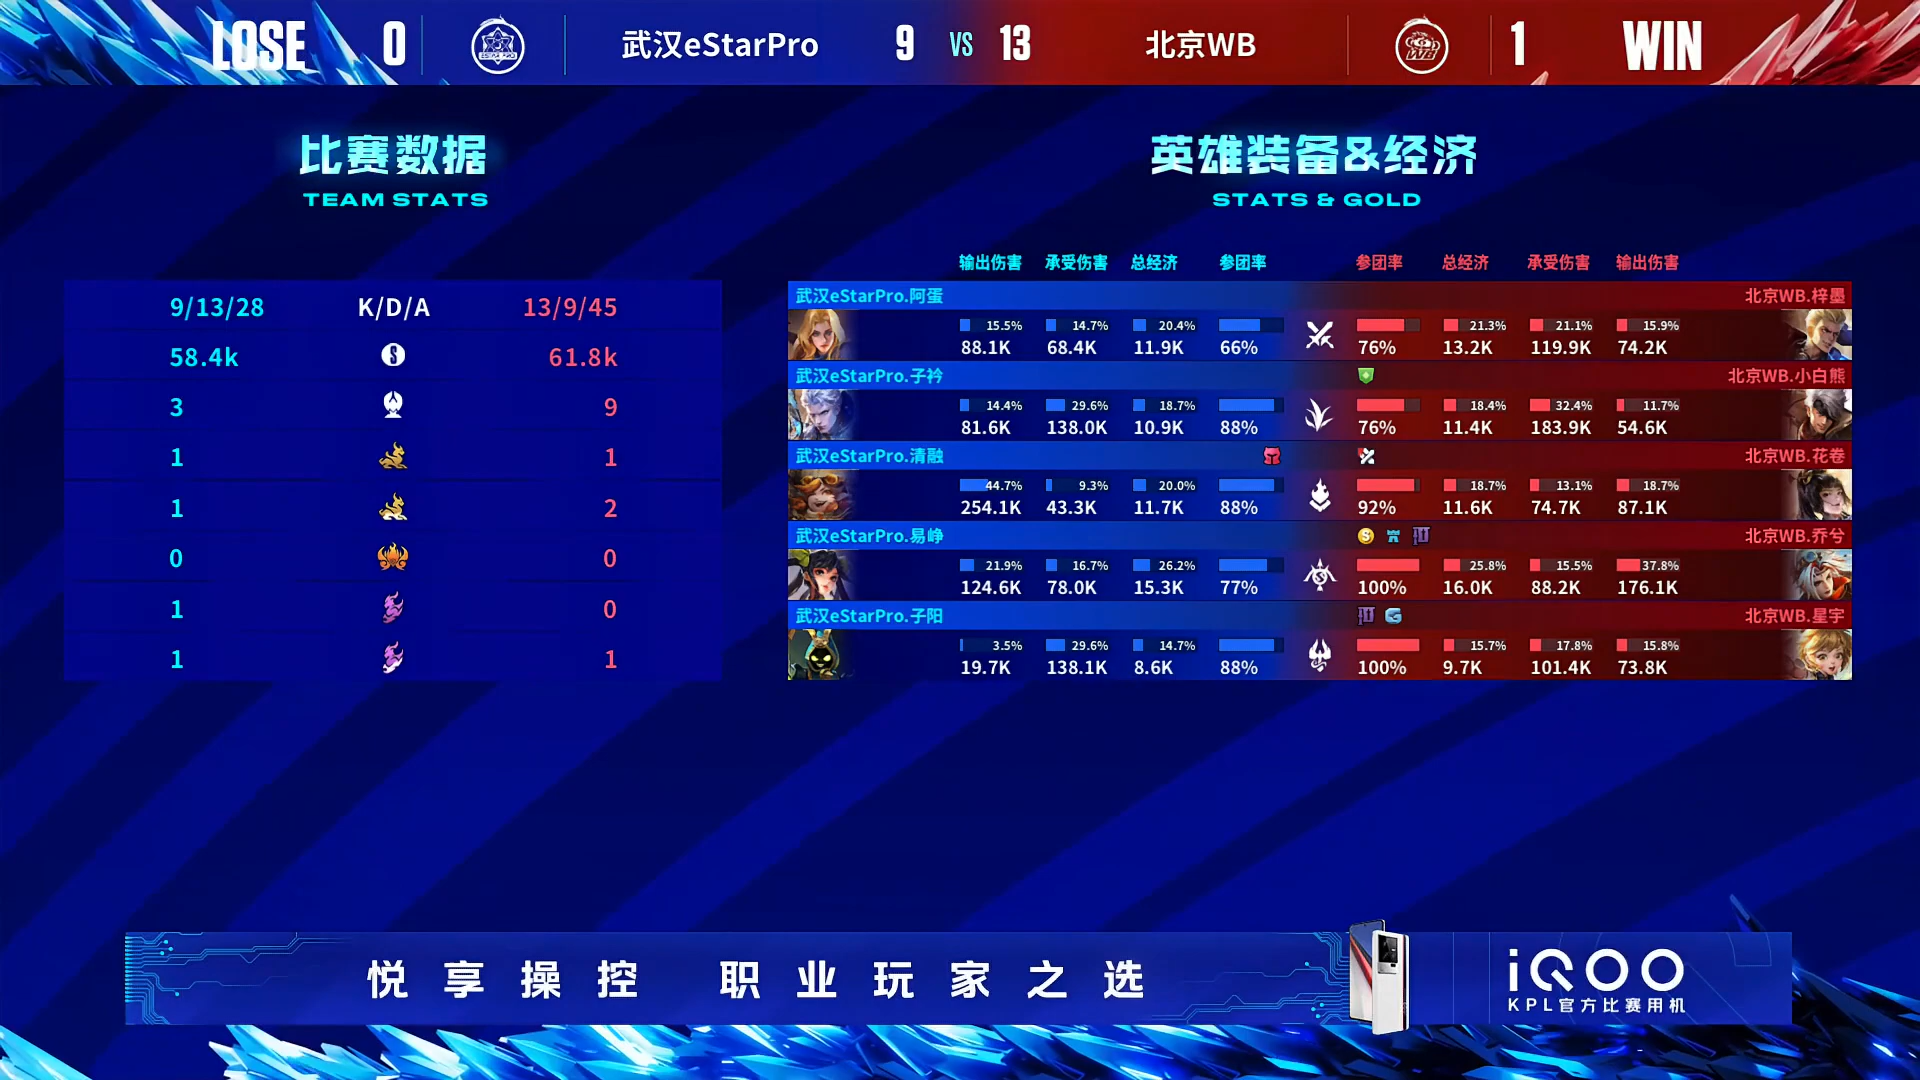 LOSE 0 武汉eStarPro 9 VS 13 北京WB 1 WIN
比赛数据
TEAM STATS
9/13/28 K/D/A 13/9/45
58.4k 61.8k
3 9
1 1
1 2
0 0
1 0
1 1
英雄装备&经济
STATS & GOLD
输出伤害 承受伤害 总经济 参团率 参团率 总经济 承受伤害 输出伤害
武汉eStarPro.阿蛋 北京WB.梓墨
15.5% 14.7% 20.4% 21.3% 21.1% 15.9%
88.1K 68.4K 11.9K 66% 76% 13.2K 119.9K 74.2K
武汉eStarPro.子衿 北京WB.小白熊
14.4% 29.6% 18.7% 18.4% 32.4% 11.7%
81.6K 138.0K 10.9K 88% 76% 11.4K 183.9K 54.6K
武汉eStarPro.清融 北京WB.花卷
44.7% 9.3% 20.0% 18.7% 13.1% 18.7%
254.1K 43.3K 11.7K 88% 92% 11.6K 74.7K 87.1K
武汉eStarPro.易峥 北京WB.乔兮
21.9% 16.7% 26.2% 25.8% 15.5% 37.8%
124.6K 78.0K 15.3K 77% 100% 16.0K 88.2K 176.1K
武汉eStarPro.子阳 北京WB.星宇
3.5% 29.6% 14.7% 15.7% 17.8% 15.8%
19.7K 138.1K 8.6K 88% 100% 9.7K 101.4K 73.8K
悦享操控 职业玩家之选
iQOO
KPL官方比赛用机